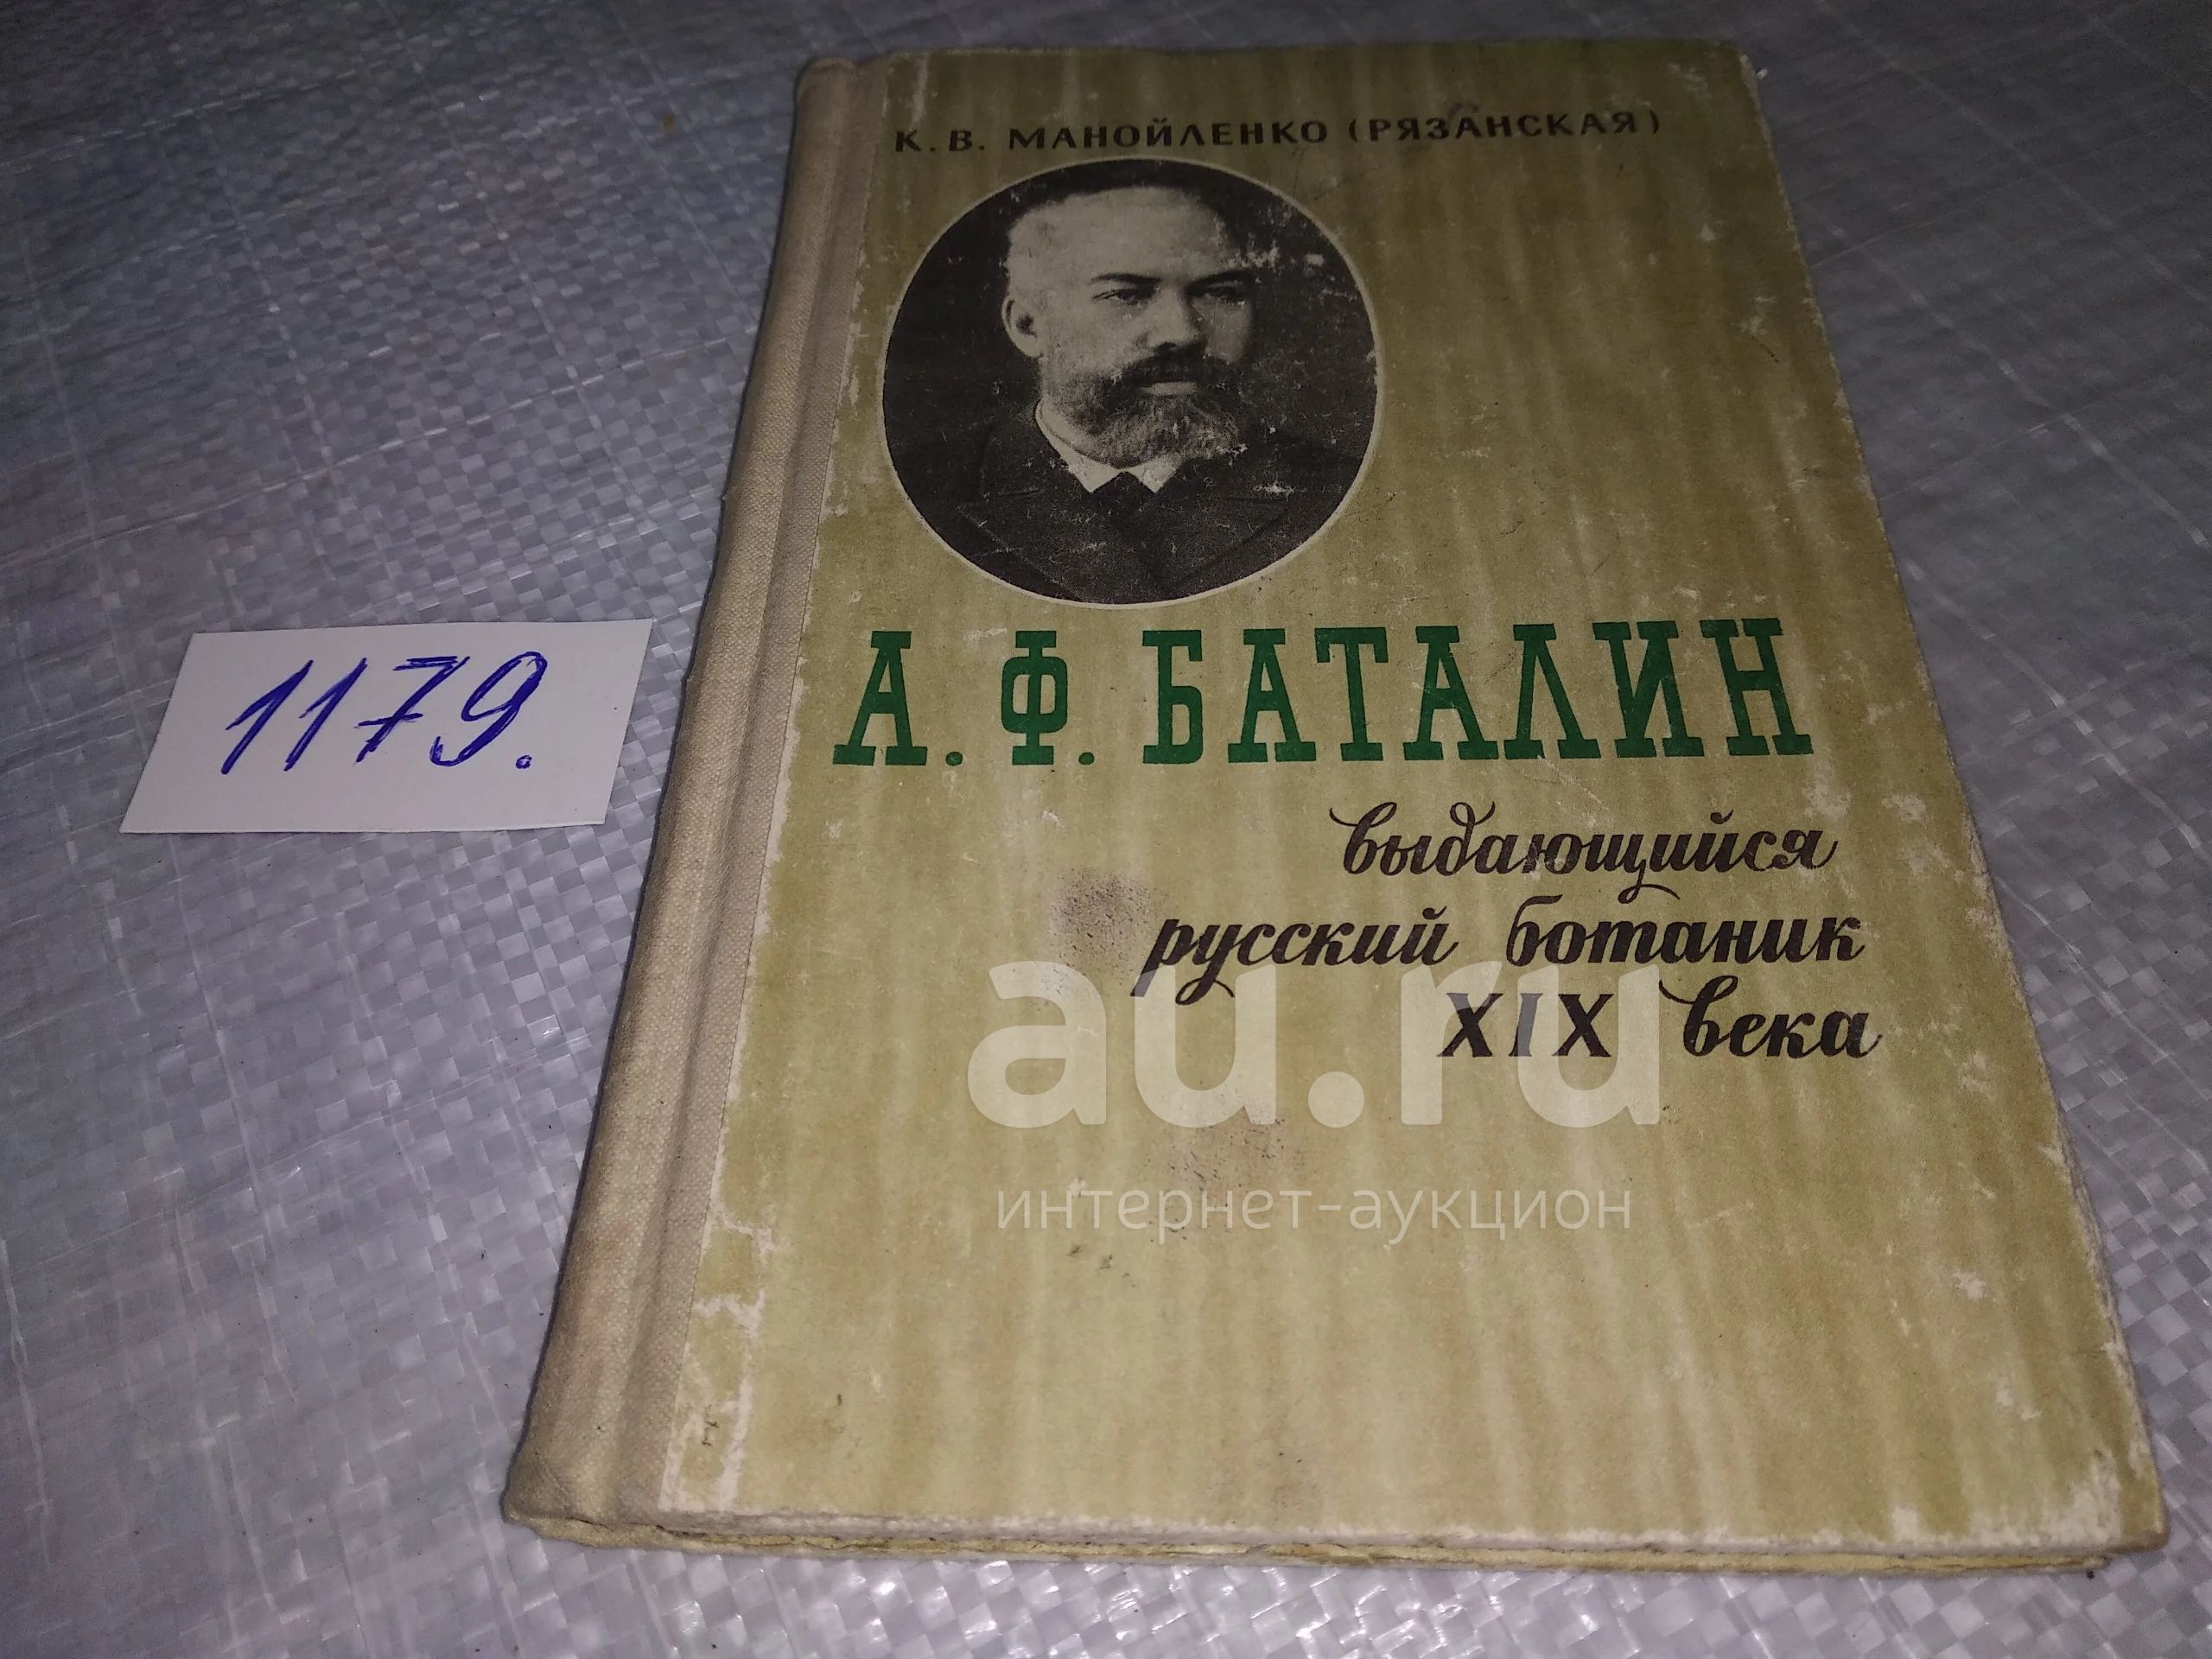 К. В. МАНОЙЛЕНКО (РЯЗАНСКАЯ)
А. Ф. БАТАЛИН
выдающийся
русский ботаник
XIX века
1179.
au.ru
интернет-аукцион